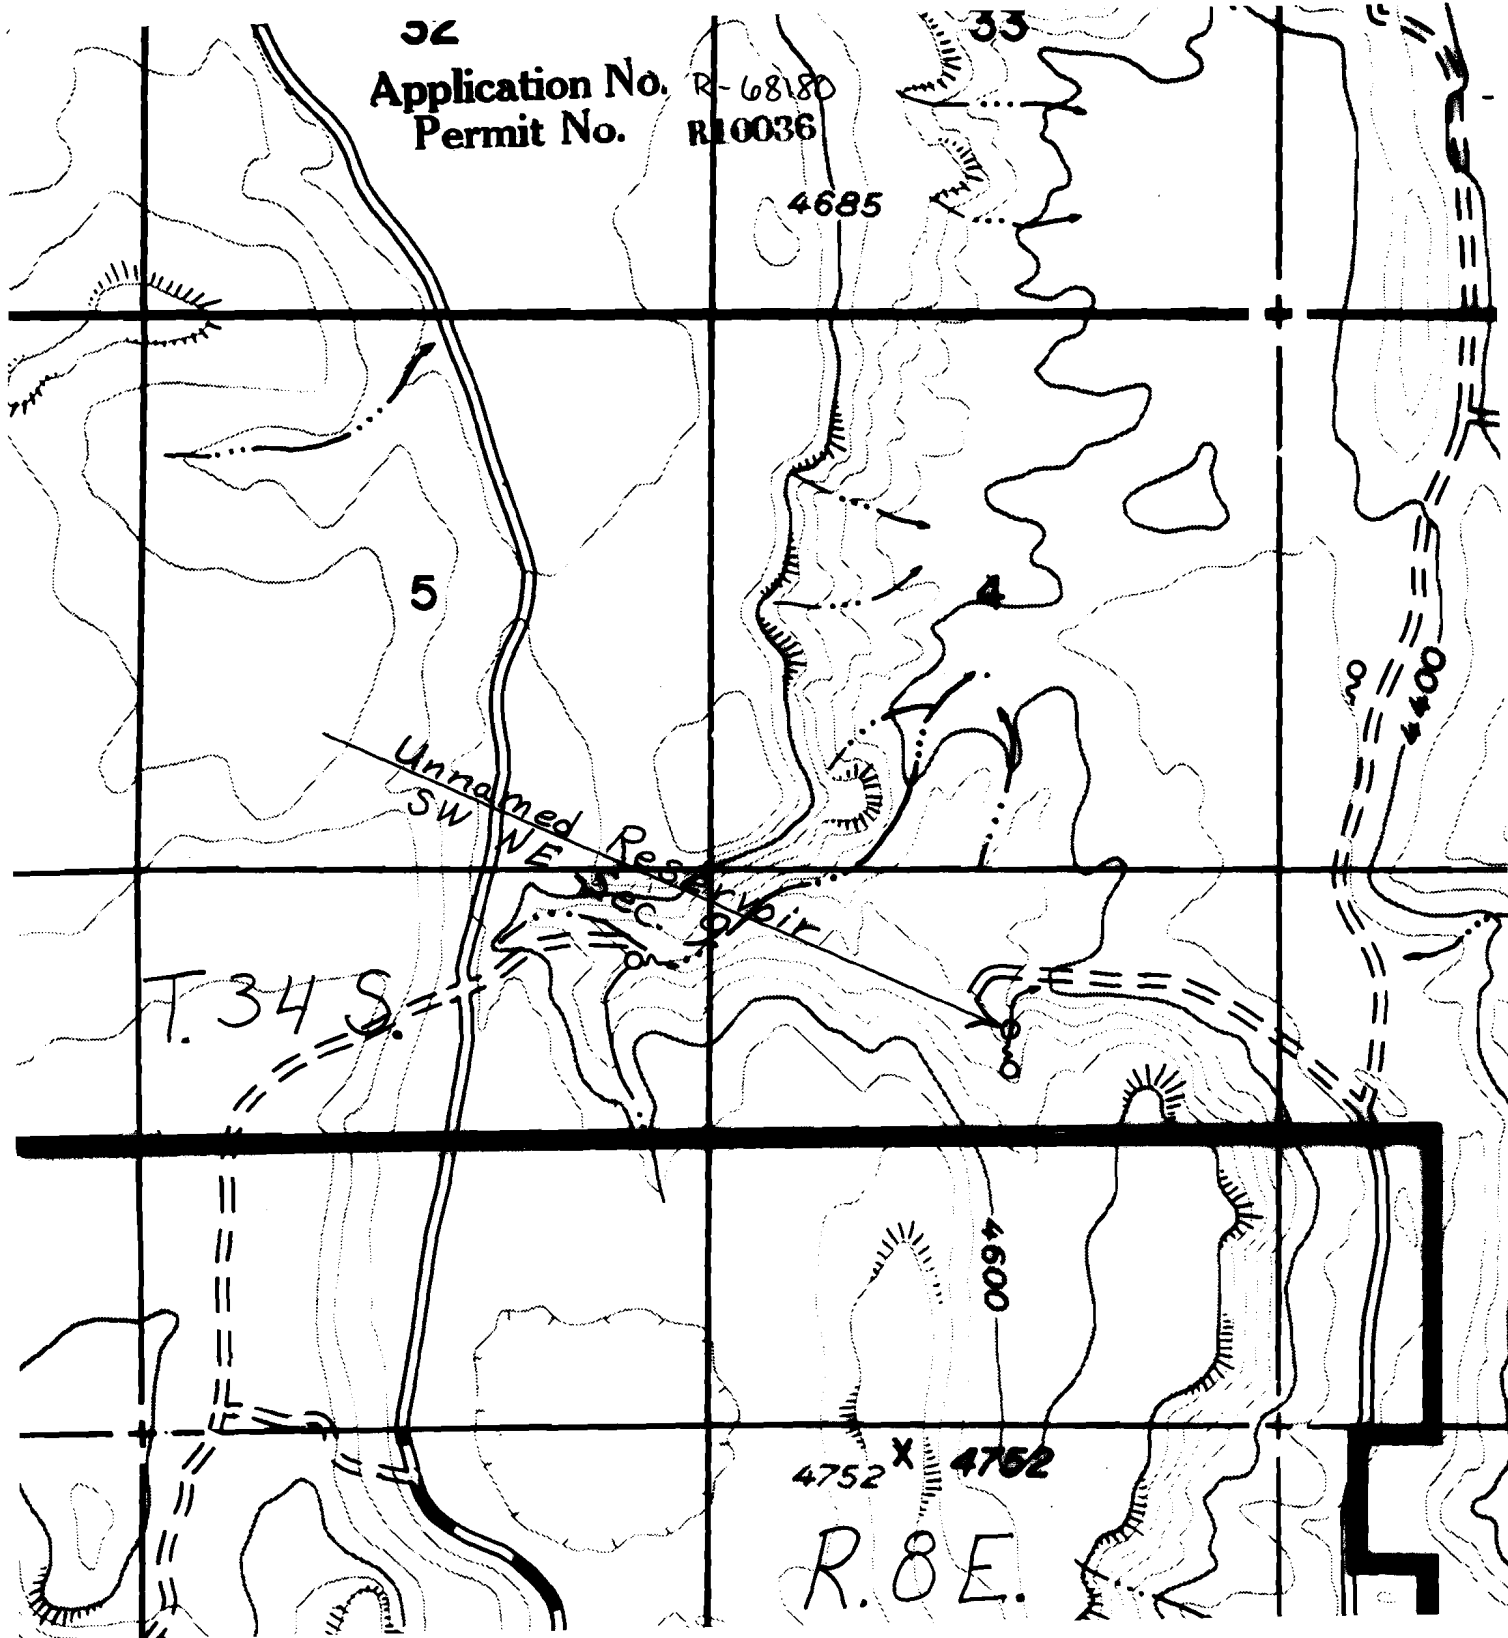 32 33
Application No. R-68180
Permit No. R10036
4685
5 4
4400
Unnamed Reservoir
SW NE Sec. 9
T. 34 S.
4600
4752 X 4752
R. 8 E.